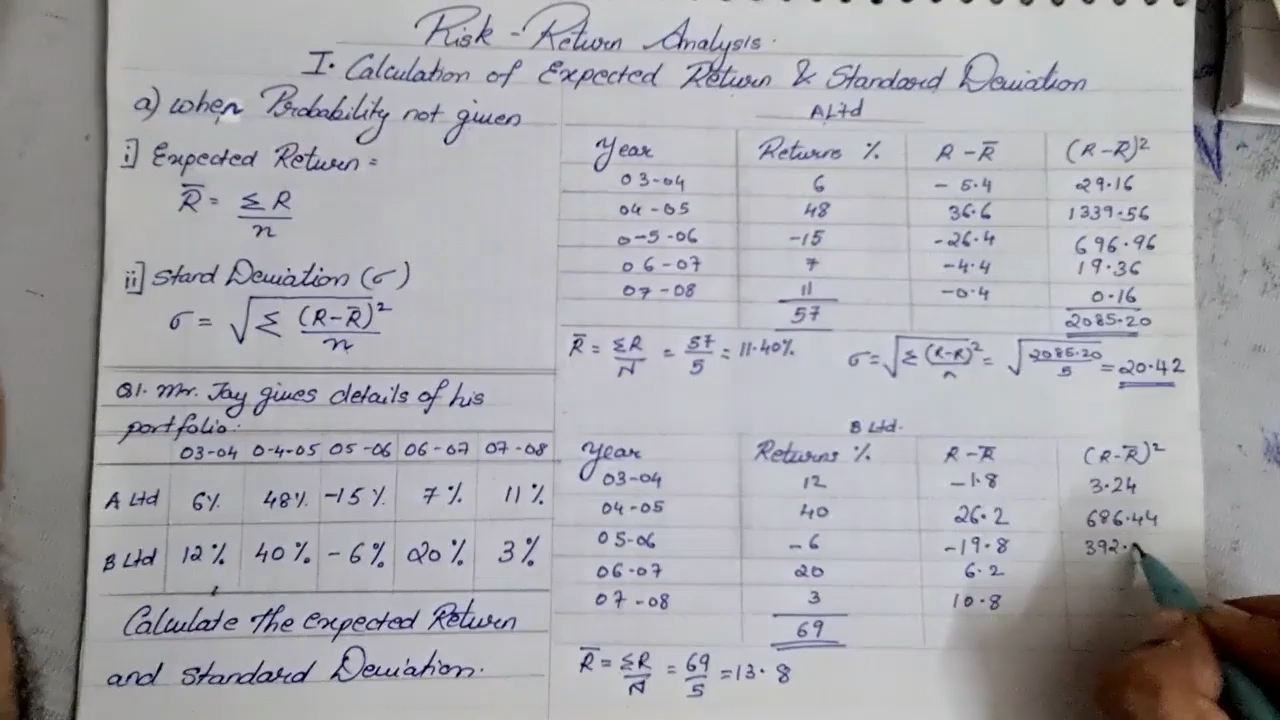 Risk - Return Analysis.
I. Calculation of Expected Return & Standard Deviation
a) when Probability not given
i] Expected Return =
R̅ = ΣR
n
ii] Stard Deviation (σ)
σ = √Σ (R-R̅)²
n
Q1. Mr. Jay gives details of his
portfolio:
03-04 0-4-05 05-06 06-07 07-08
A Ltd 6% 48% -15% 7% 11%
B Ltd 12% 40% -6% 20% 3%
Calculate the expected Return
and standard Deviation.
A Ltd
Year Returns % R-R̅ (R-R̅)²
03-04 6 -5.4 29.16
04-05 48 36.6 1339.56
0-5-06 -15 -26.4 696.96
06-07 7 -4.4 19.36
07-08 11 -0.4 0.16
57 2085.20
R̅ = ΣR = 57 = 11.40% σ = √Σ (R-R̅)² = √2085.20 = 20.42
N 5 n 5
B Ltd.
Year Returns % R-R̅ (R-R̅)²
03-04 12 -1.8 3.24
04-05 40 26.2 686.44
05-06 -6 -19.8 392.
06-07 20 6.2
07-08 3 10.8
69
R̅ = ΣR = 69 = 13.8
N 5